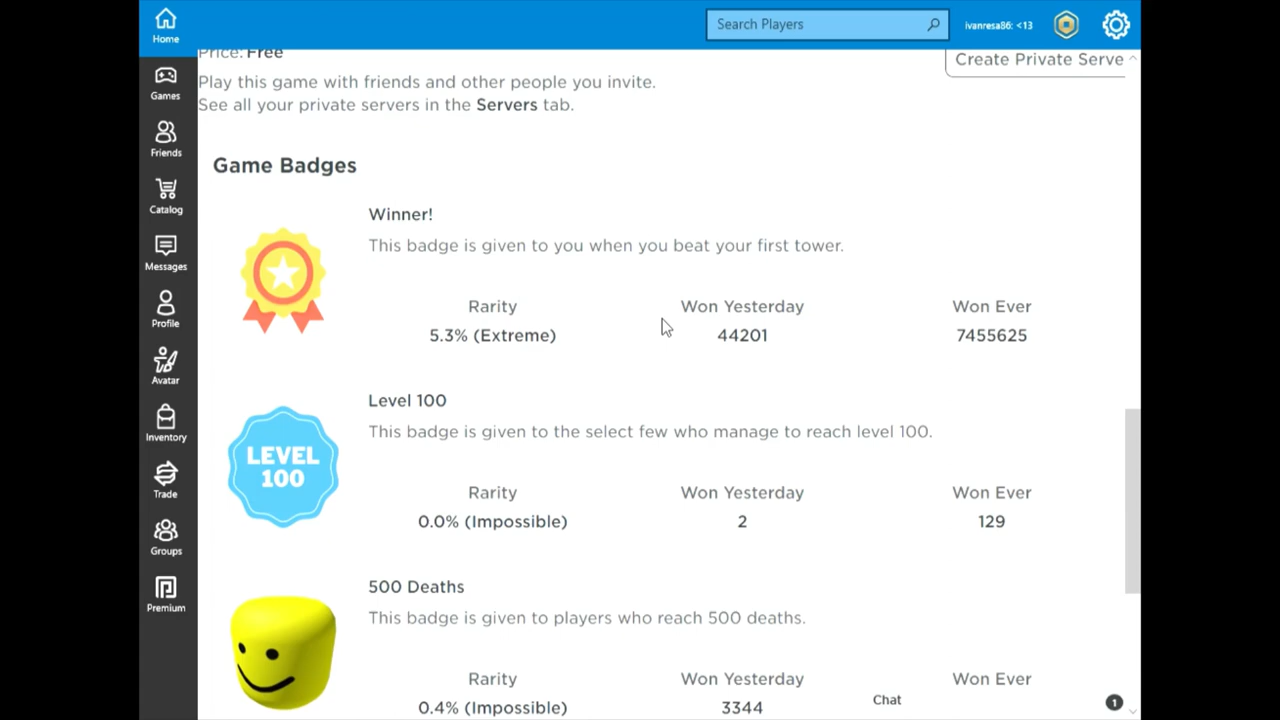 Home
Search Players
ivanresa86: <13
Price: Free
Create Private Serve
Play this game with friends and other people you invite.
See all your private servers in the Servers tab.
Games
Friends
Catalog
Messages
Profile
Avatar
Inventory
Trade
Groups
Premium
Game Badges
Winner!
This badge is given to you when you beat your first tower.
Rarity Won Yesterday Won Ever
5.3% (Extreme) 44201 7455625
LEVEL
100
Level 100
This badge is given to the select few who manage to reach level 100.
Rarity Won Yesterday Won Ever
0.0% (Impossible) 2 129
500 Deaths
This badge is given to players who reach 500 deaths.
Rarity Won Yesterday Won Ever
0.4% (Impossible) 3344
Chat 1